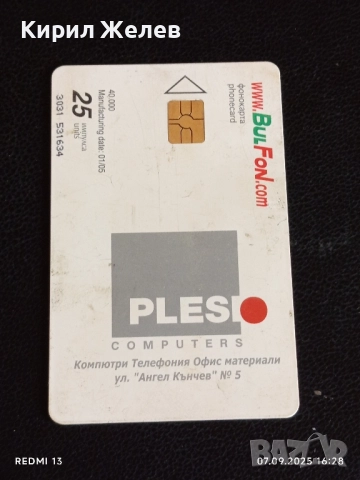 Кирил Желев
www.BULFON.com
фонокарта
phonecard
40.000
Manufacturing date: 01/05
25 импулса
units
3031 531634
PLESIO
COMPUTERS
Компютри Телефония Офис материали
ул. "Ангел Кънчев" № 5
REDMI 13
07.09.2025 16:28
BAZAR